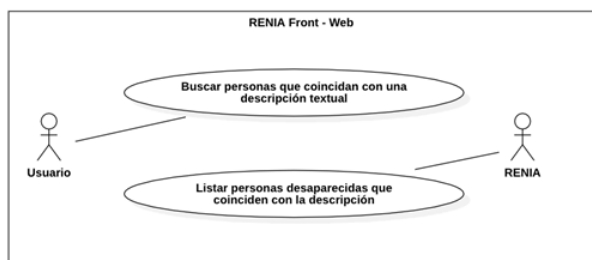 RENIA Front - Web
Buscar personas que coincidan con una
descripción textual
Usuario
RENIA
Listar personas desaparecidas que
coinciden con la descripción